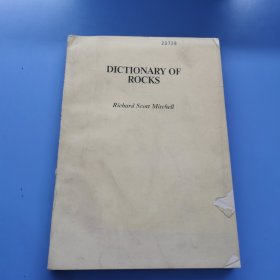 23738
DICTIONARY OF
ROCKS
Richard Scott Mitchell